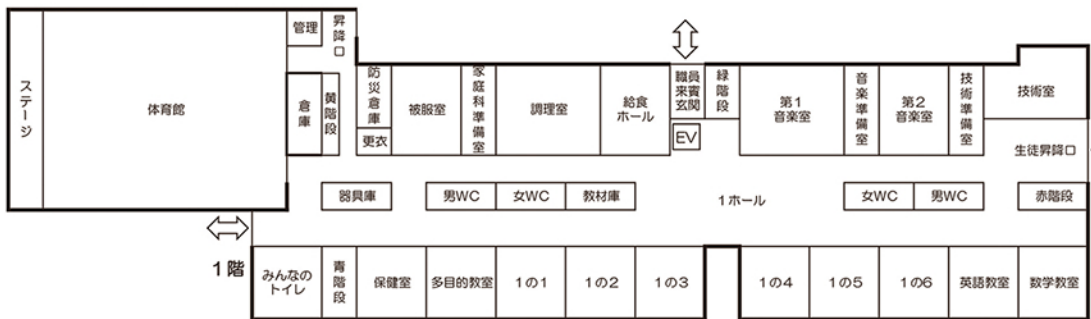 管理
昇降口
ステージ
体育館
倉庫
黄階段
防災倉庫
更衣
被服室
家庭科準備室
調理室
給食
ホール
職員
来賓
玄関
EV
緑階段
第1
音楽室
音楽準備室
第2
音楽室
技術準備室
技術室
生徒昇降口
器具庫
男WC
女WC
教材庫
1ホール
女WC
男WC
赤階段
1階
みんなの
トイレ
青階段
保健室
多目的教室
1の1
1の2
1の3
1の4
1の5
1の6
英語教室
数学教室